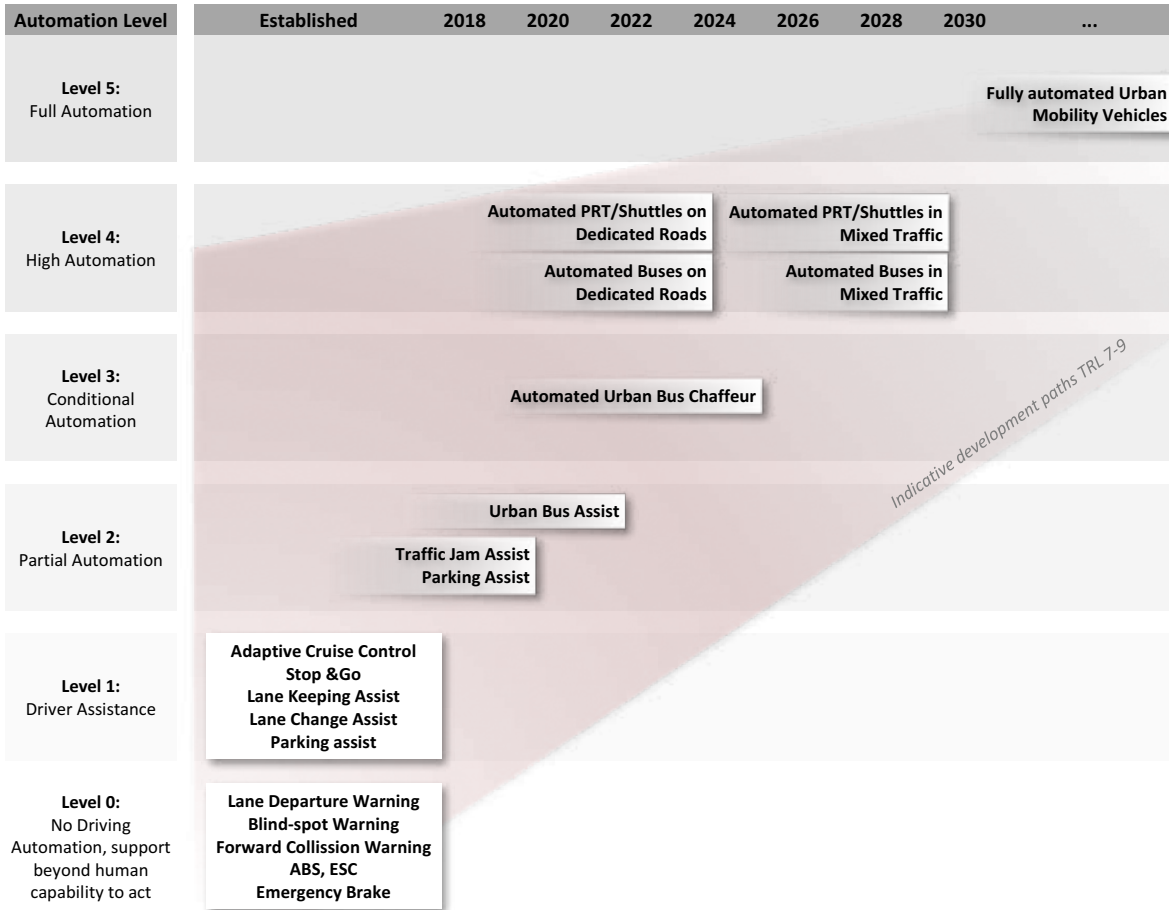 Automation Level Established 2018 2020 2022 2024 2026 2028 2030 ...
Level 5:
Full Automation
Fully automated Urban
Mobility Vehicles
Level 4:
High Automation
Automated PRT/Shuttles on
Dedicated Roads
Automated PRT/Shuttles in
Mixed Traffic
Automated Buses on
Dedicated Roads
Automated Buses in
Mixed Traffic
Level 3:
Conditional
Automation
Automated Urban Bus Chaffeur
Indicative development paths TRL 7-9
Level 2:
Partial Automation
Urban Bus Assist
Traffic Jam Assist
Parking Assist
Level 1:
Driver Assistance
Adaptive Cruise Control
Stop &Go
Lane Keeping Assist
Lane Change Assist
Parking assist
Level 0:
No Driving
Automation, support
beyond human
capability to act
Lane Departure Warning
Blind-spot Warning
Forward Collission Warning
ABS, ESC
Emergency Brake